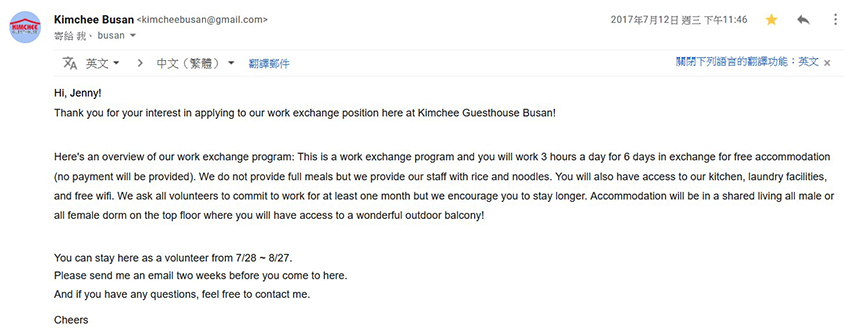 KIMCHEE
Kimchee Busan <kimcheebusan@gmail.com>
2017年7月12日 週三 下午11:46
寄給 我、 busan
英文
中文（繁體）
翻譯郵件
關閉下列語言的翻譯功能：英文 ×
Hi, Jenny!
Thank you for your interest in applying to our work exchange position here at Kimchee Guesthouse Busan!
Here's an overview of our work exchange program: This is a work exchange program and you will work 3 hours a day for 6 days in exchange for free accommodation
(no payment will be provided). We do not provide full meals but we provide our staff with rice and noodles. You will also have access to our kitchen, laundry facilities,
and free wifi. We ask all volunteers to commit to work for at least one month but we encourage you to stay longer. Accommodation will be in a shared living all male or
all female dorm on the top floor where you will have access to a wonderful outdoor balcony!
You can stay here as a volunteer from 7/28 ~ 8/27.
Please send me an email two weeks before you come to here.
And if you have any questions, feel free to contact me.
Cheers